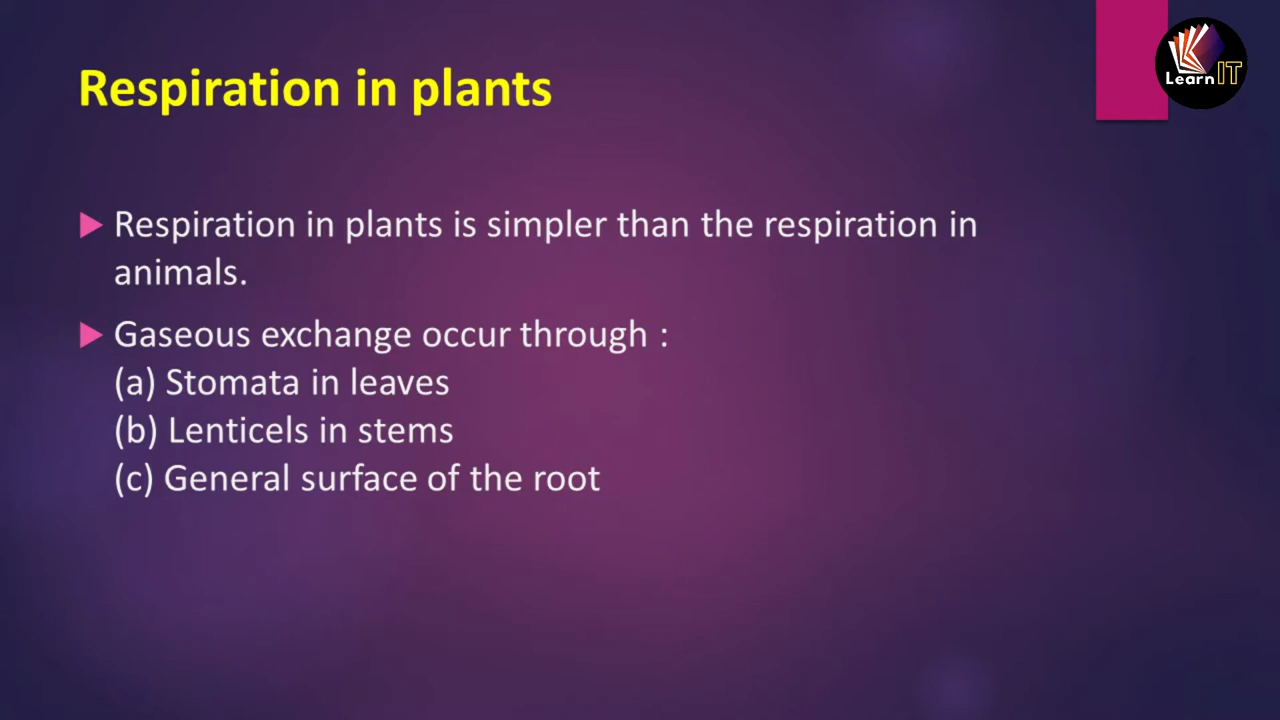 Respiration in plants
Respiration in plants is simpler than the respiration in
animals.
Gaseous exchange occur through :
(a) Stomata in leaves
(b) Lenticels in stems
(c) General surface of the root
Learn IT